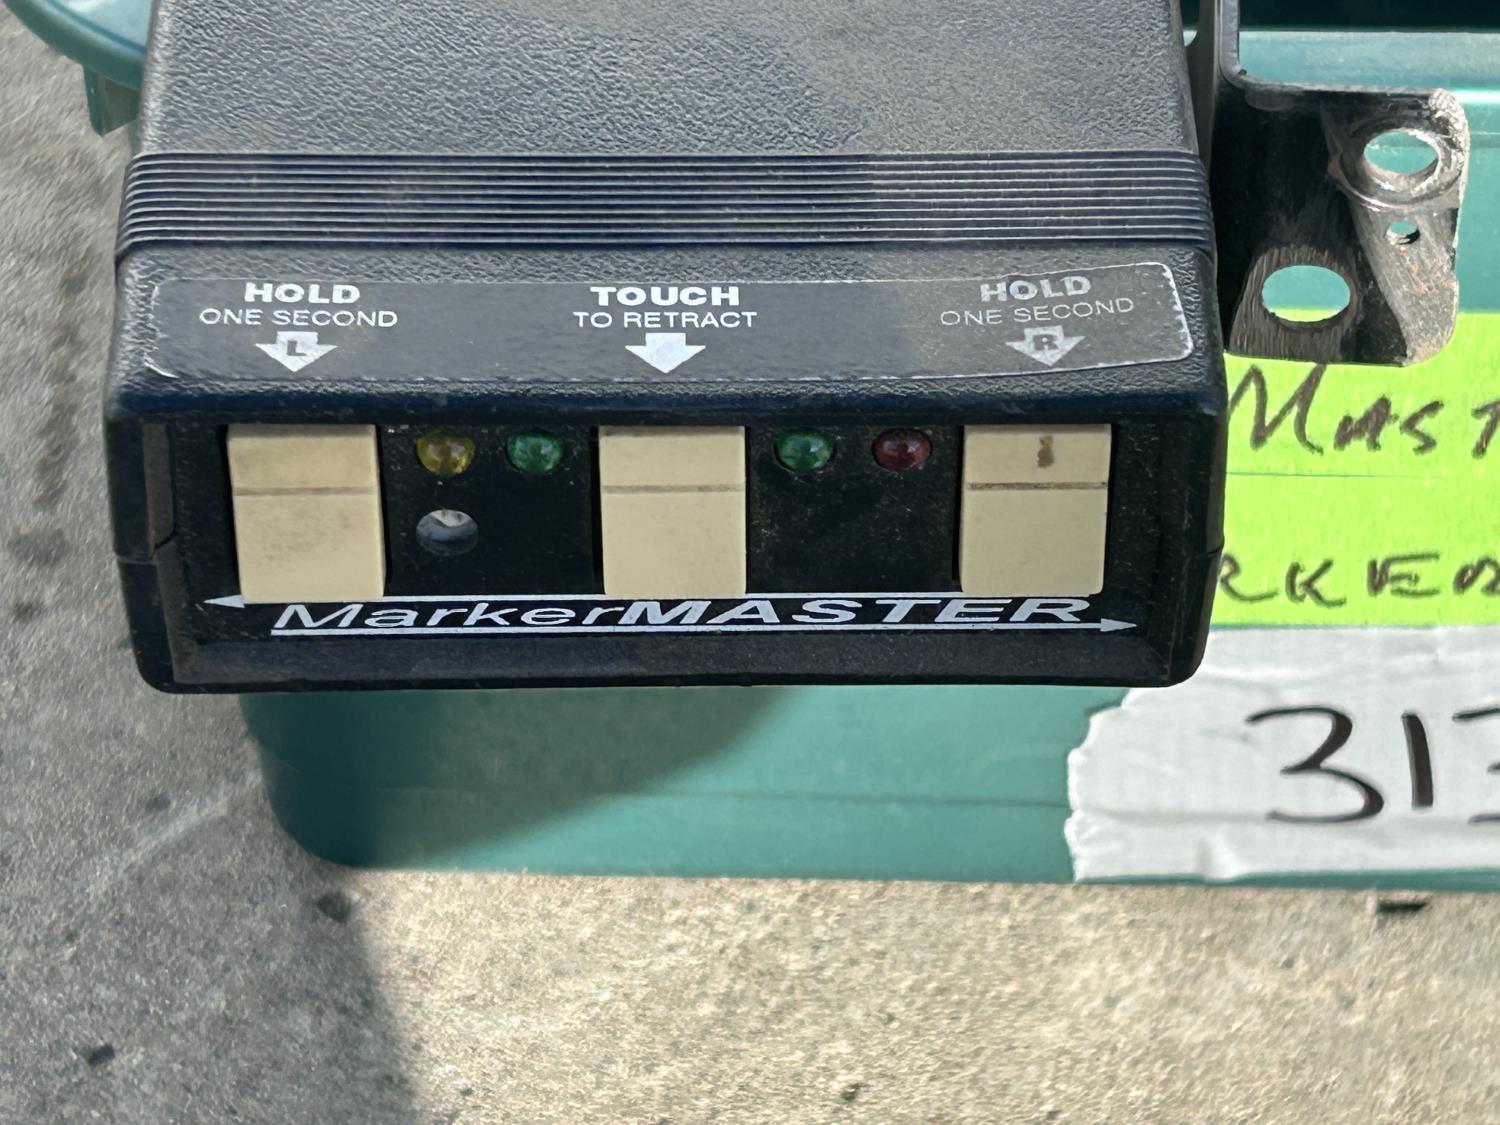 HOLD
ONE SECOND
L
TOUCH
TO RETRACT
HOLD
ONE SECOND
R
MarkerMASTER